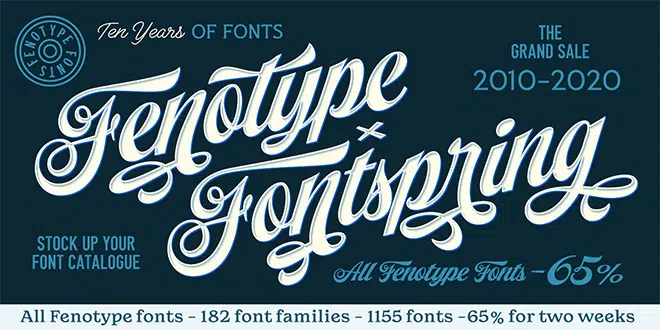 FENOTYPE FONTS
Ten Years OF FONTS
THE
GRAND SALE
2010-2020
Fenotype
×
Fontspring
STOCK UP YOUR
FONT CATALOGUE
All Fenotype Fonts -65%
All Fenotype fonts - 182 font families - 1155 fonts -65% for two weeks